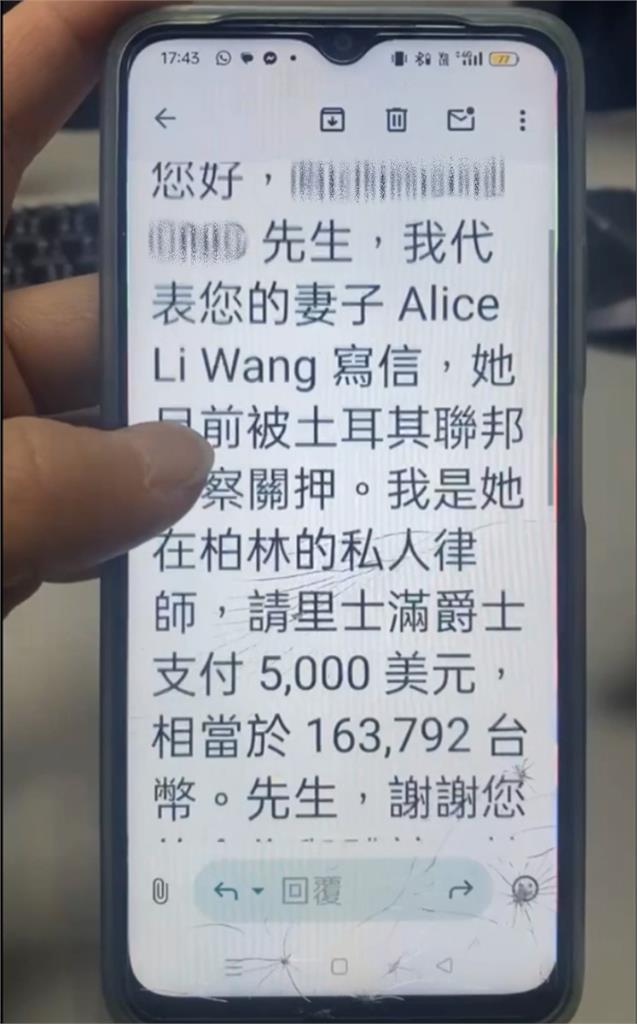 17:43
77
您好，
先生，我代
表您的妻子 Alice
Li Wang 寫信，她
前被土耳其聯邦
察關押。我是她
在柏林的私人律
師，請里士滿爵士
支付 5,000 美元，
相當於 163,792 台
幣。先生，謝謝您
回覆